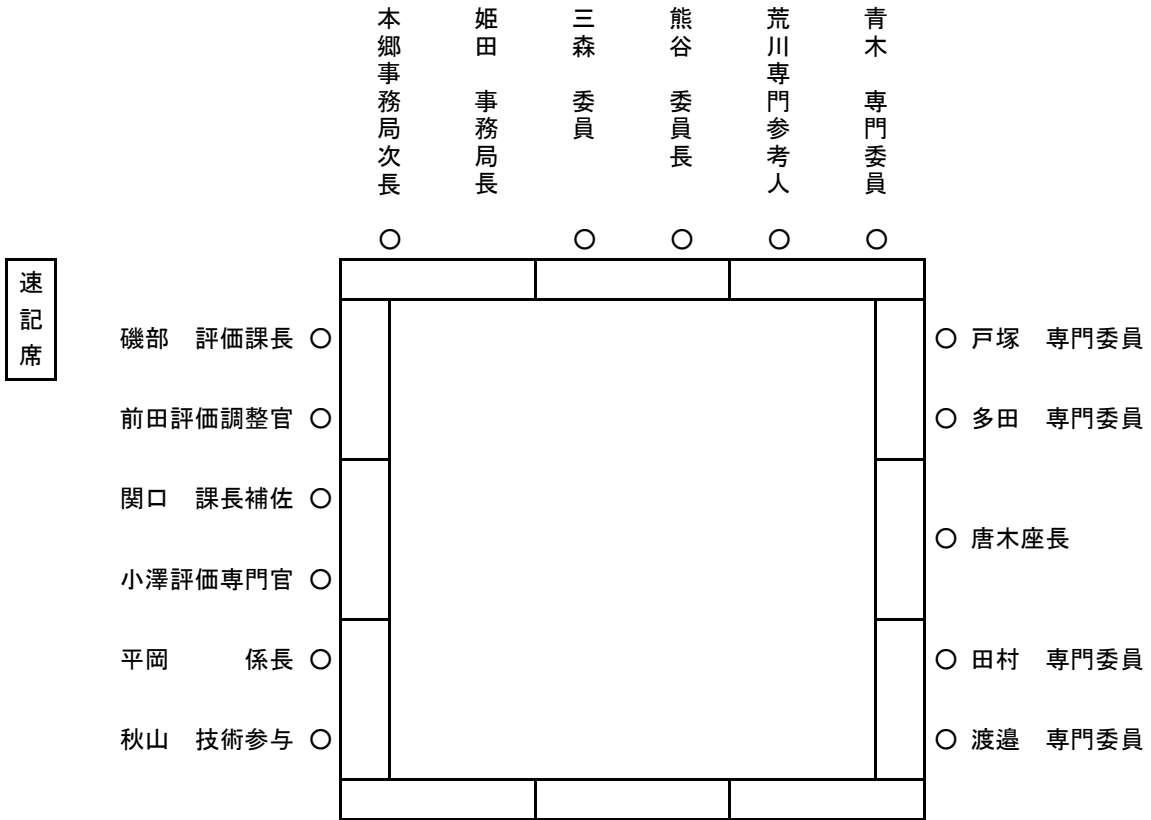 本郷事務局次長
姫田　事務局長
三森　委員
熊谷　委員長
荒川専門参考人
青木　専門委員
速記席
磯部　評価課長 ○
前田評価調整官 ○
関口　課長補佐 ○
小澤評価専門官 ○
平岡　　　係長 ○
秋山　技術参与 ○
○ 戸塚　専門委員
○ 多田　専門委員
○ 唐木座長
○ 田村　専門委員
○ 渡邉　専門委員